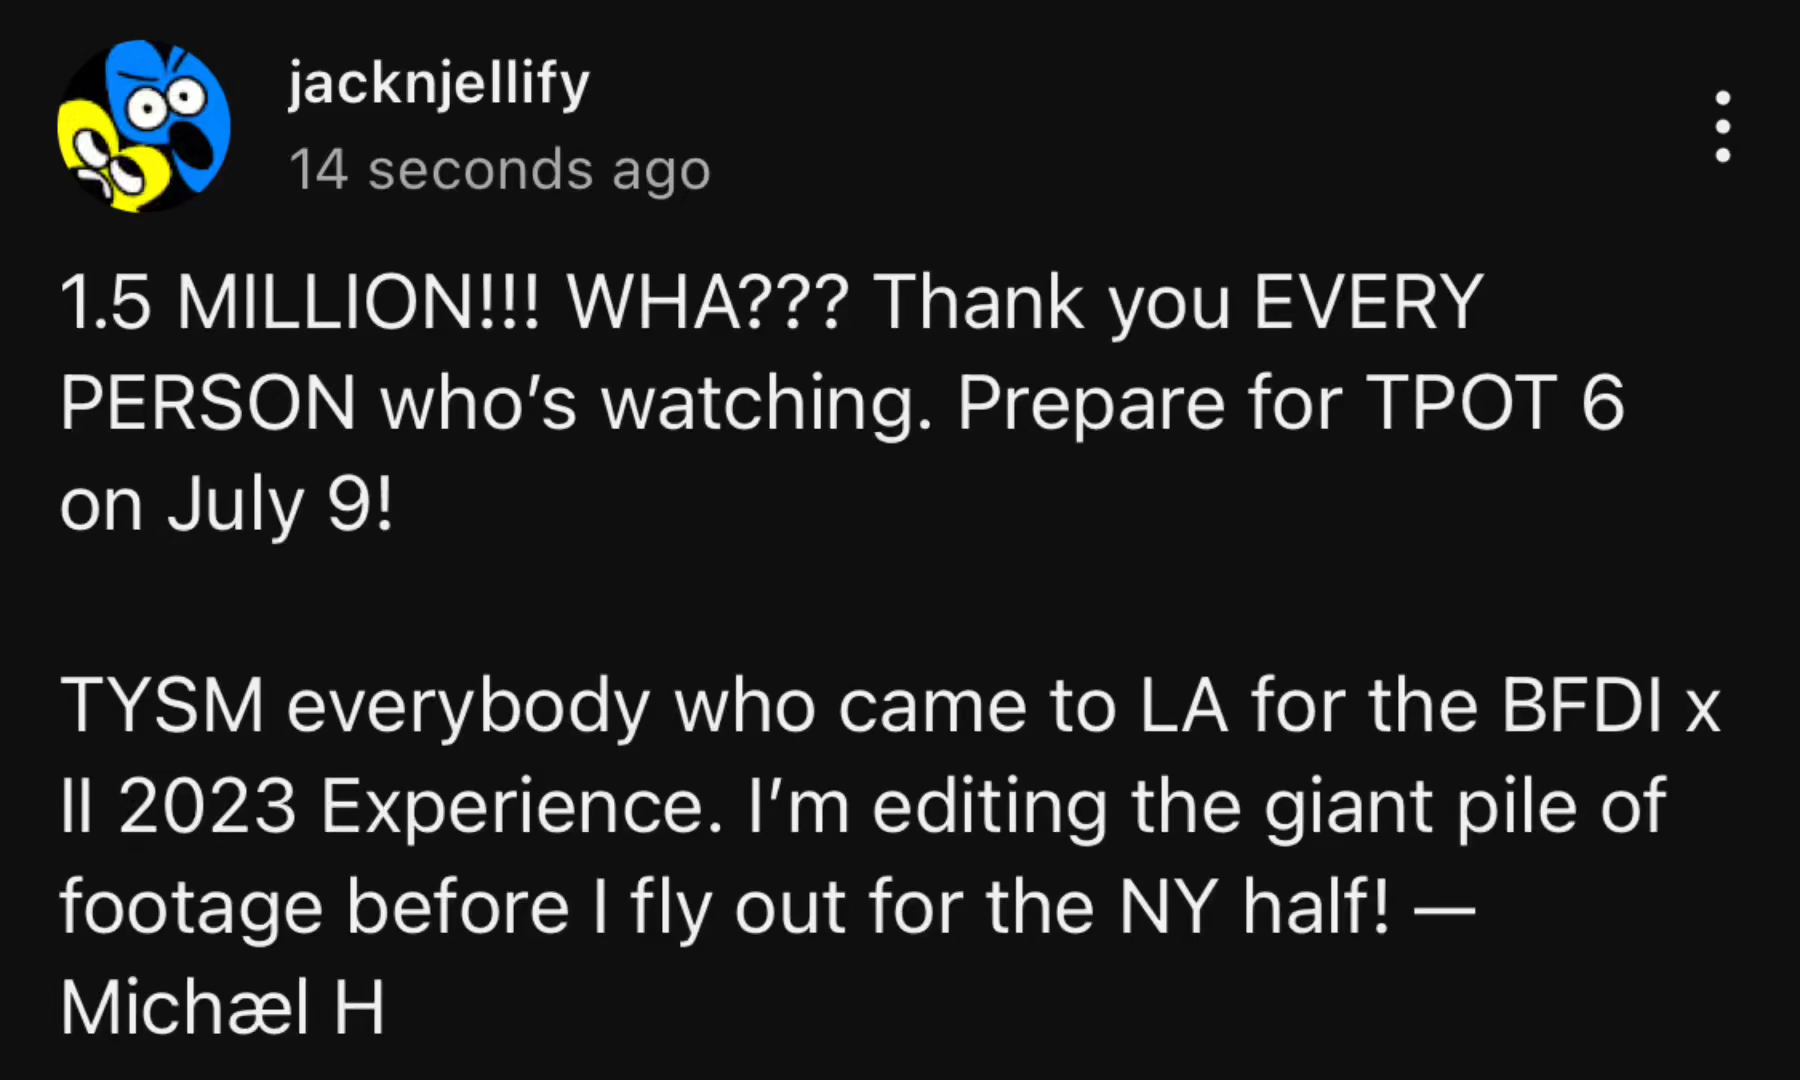 jacknjellify
14 seconds ago
1.5 MILLION!!! WHA??? Thank you EVERY
PERSON who’s watching. Prepare for TPOT 6
on July 9!
TYSM everybody who came to LA for the BFDI x
II 2023 Experience. I’m editing the giant pile of
footage before I fly out for the NY half! —
Michæl H